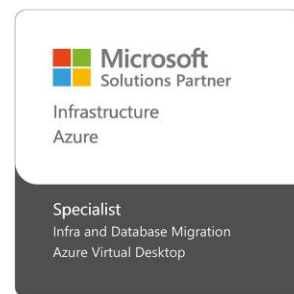 Microsoft
Solutions Partner
Infrastructure
Azure
Specialist
Infra and Database Migration
Azure Virtual Desktop